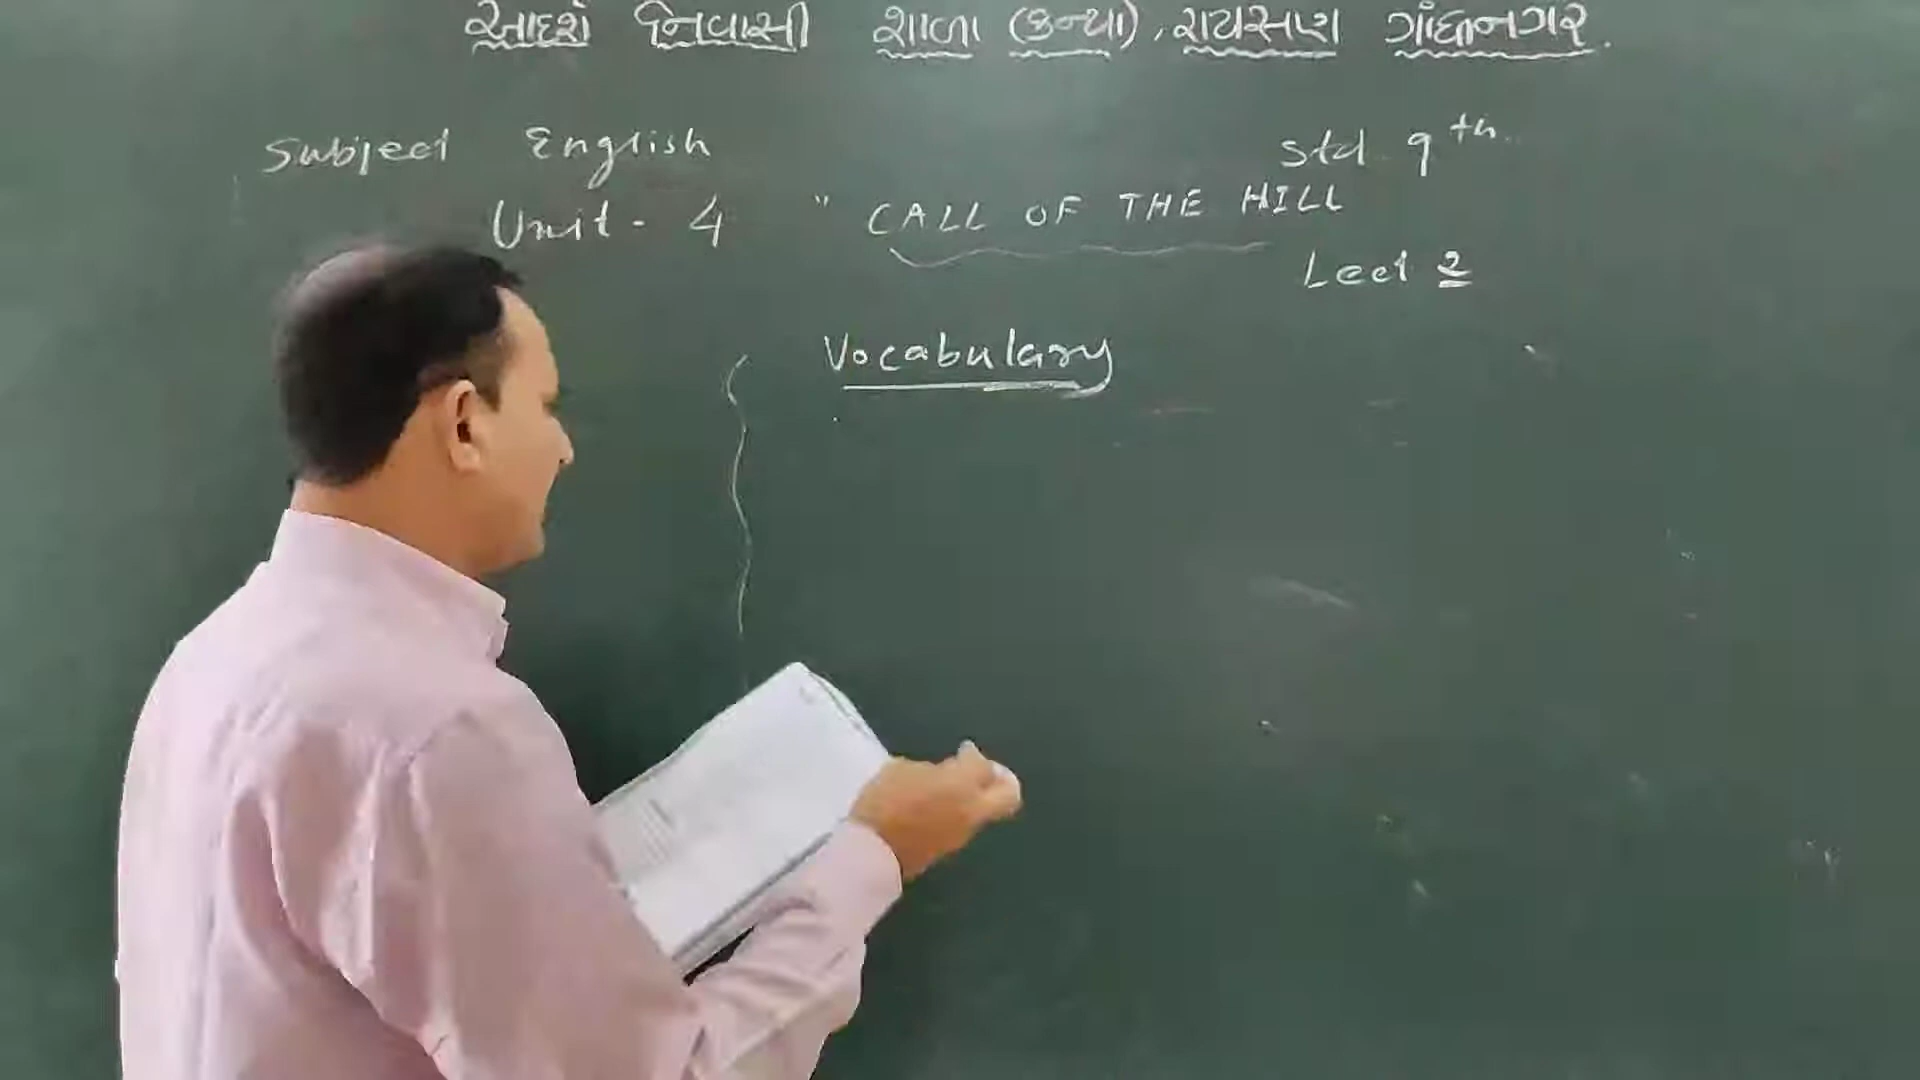 આદર્શ નિવાસી શાળા (કન્યા), રાયસણ ગાંધીનગર.
Subject English Std 9th
Unit - 4 " CALL OF THE HILL
Lect 2
Vocabulary